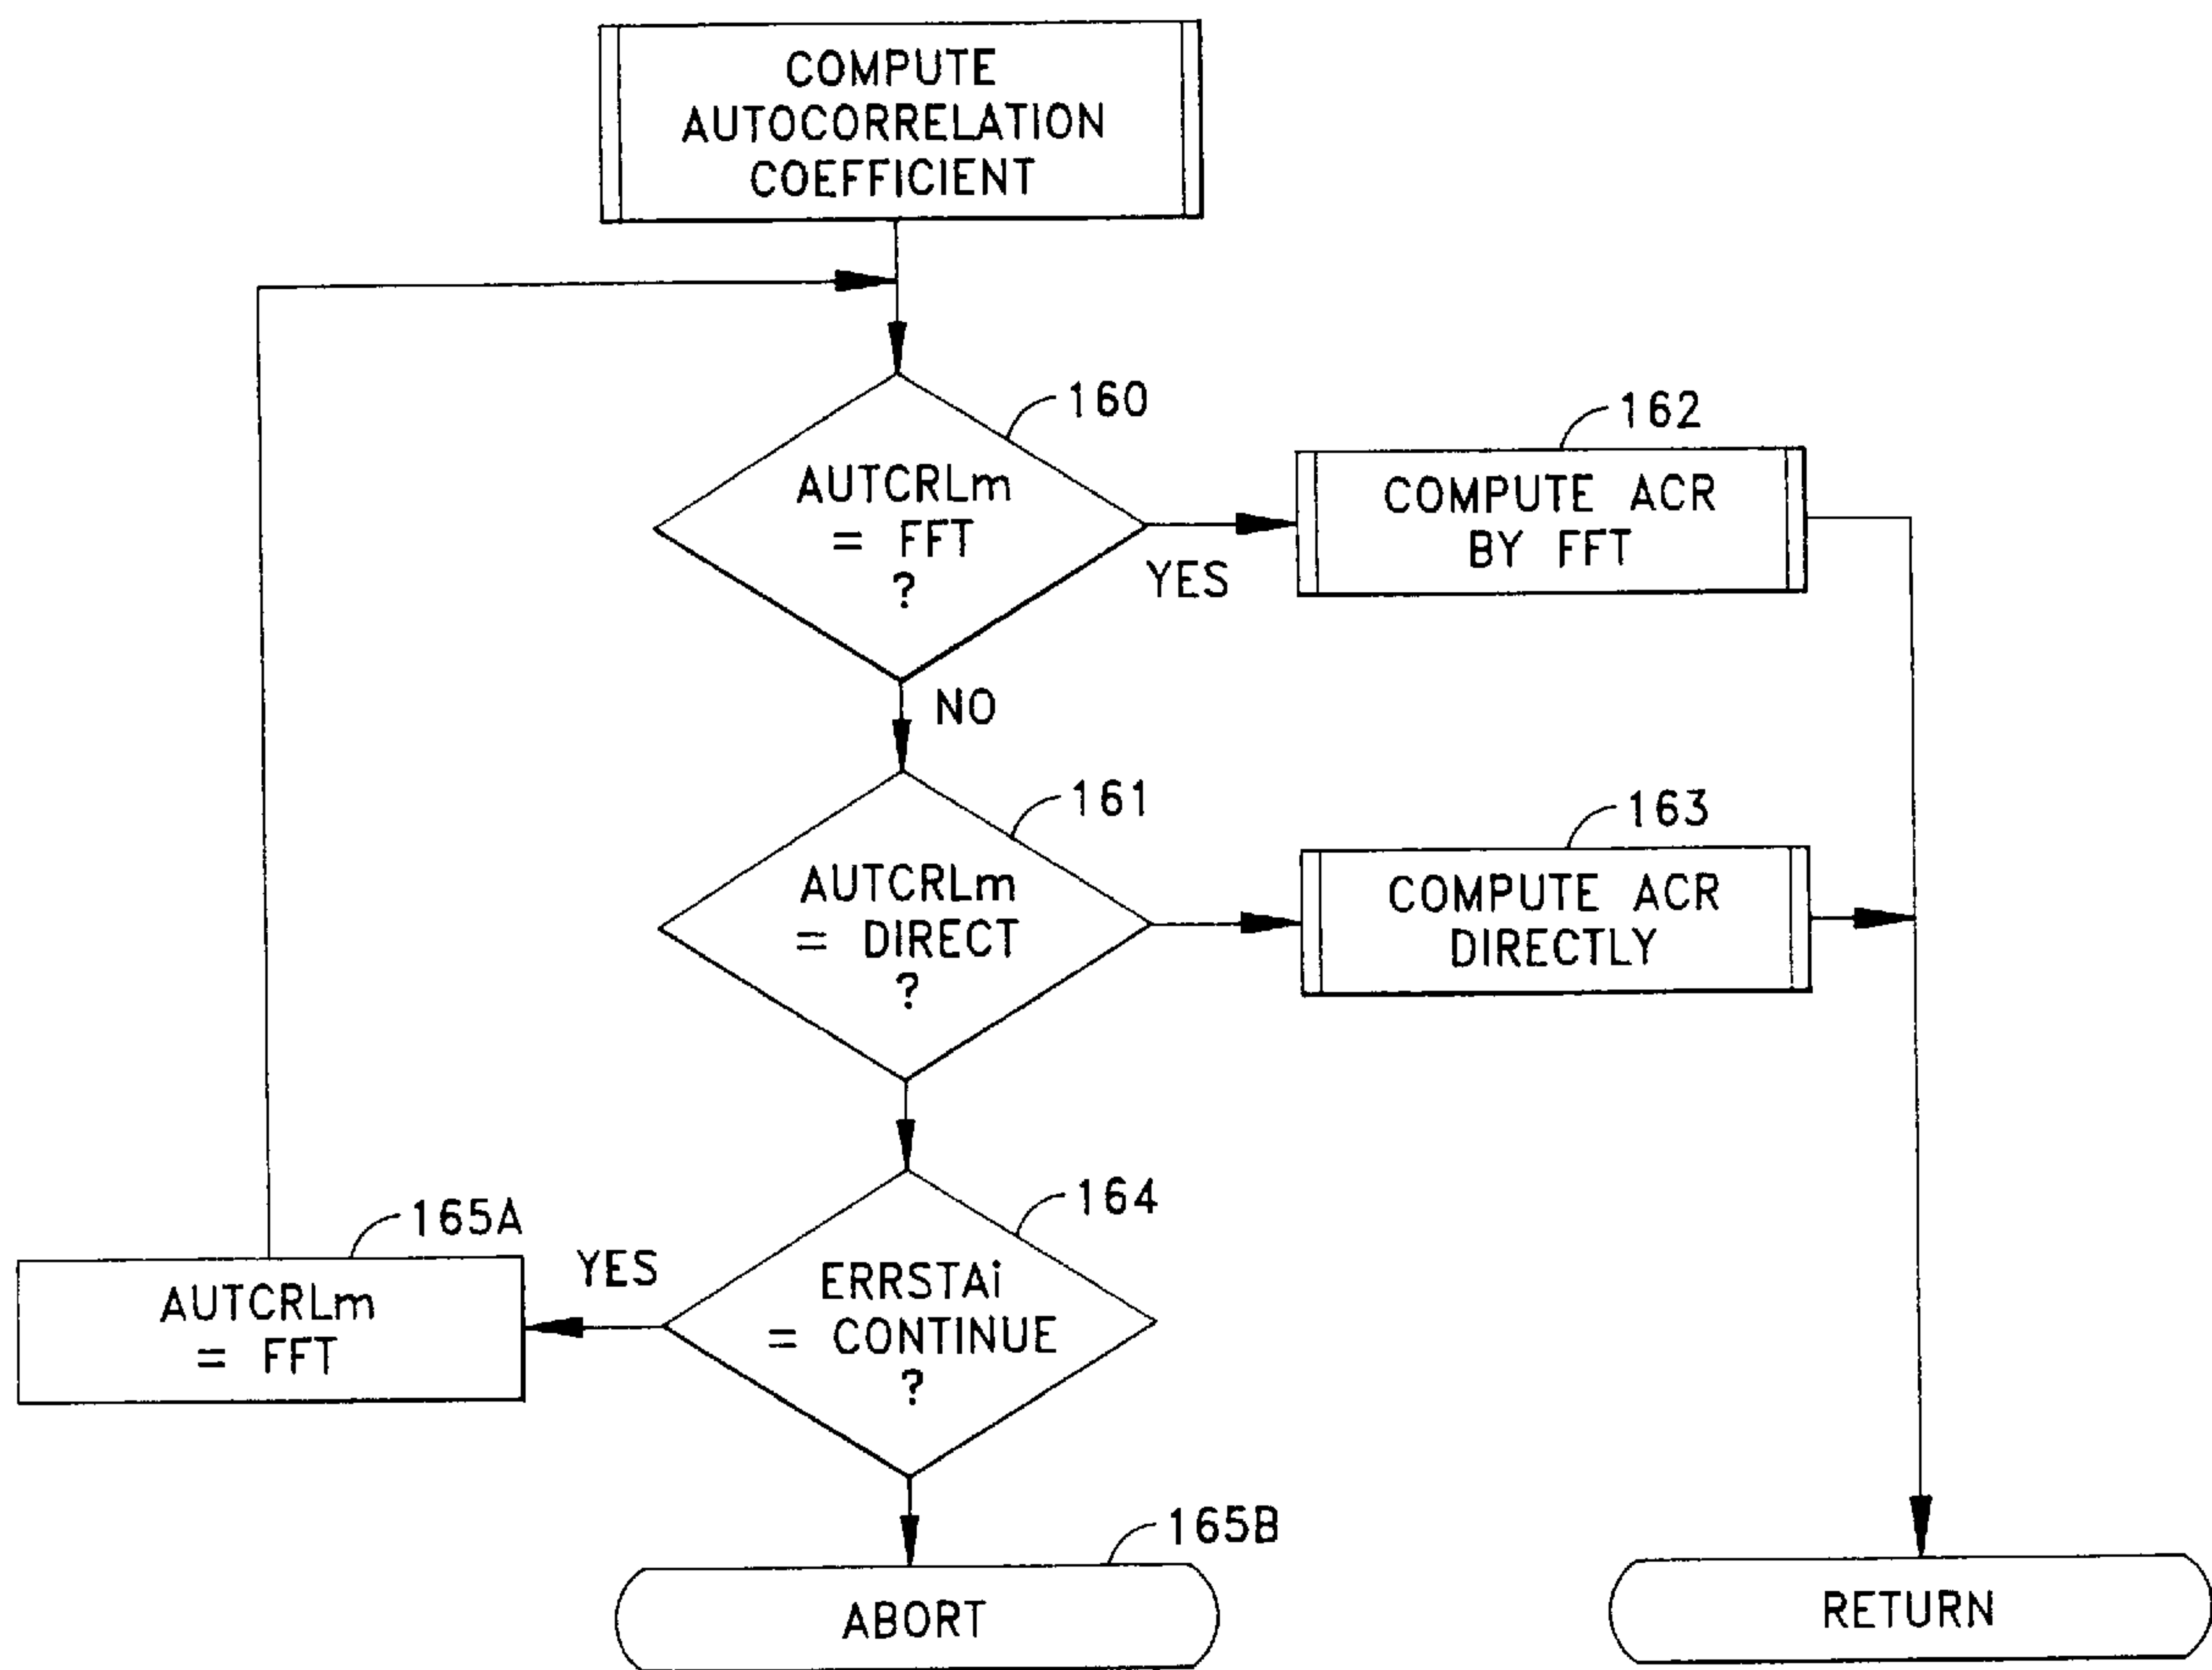 COMPUTE
AUTOCORRELATION
COEFFICIENT
160
AUTCRLm
= FFT
?
YES
162
COMPUTE ACR
BY FFT
NO
161
AUTCRLm
= DIRECT
?
163
COMPUTE ACR
DIRECTLY
164
ERRSTAi
= CONTINUE
?
YES
165A
AUTCRLm
= FFT
165B
ABORT
RETURN